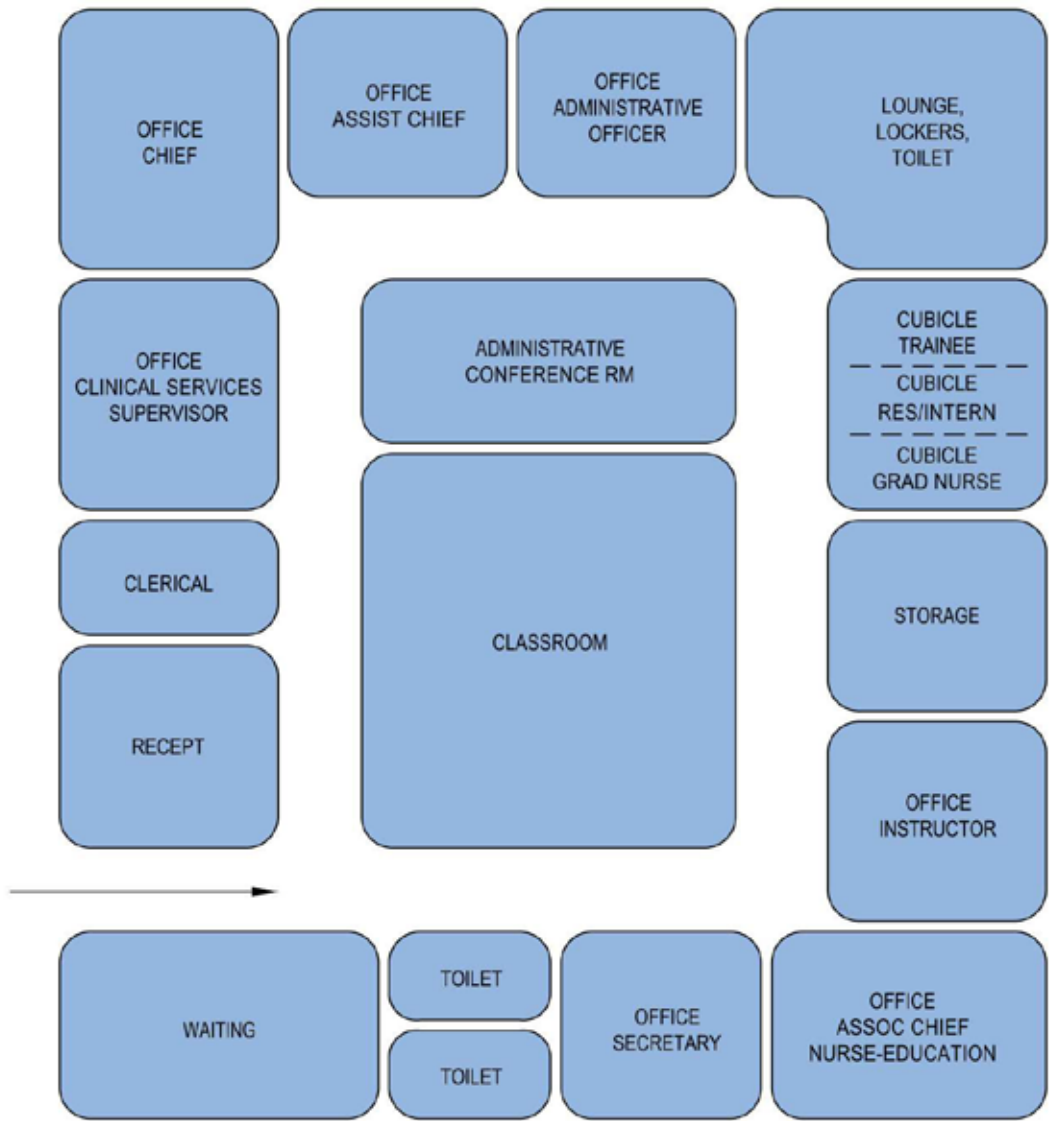 OFFICE
CHIEF
OFFICE
ASSIST CHIEF
OFFICE
ADMINISTRATIVE
OFFICER
LOUNGE,
LOCKERS,
TOILET
OFFICE
CLINICAL SERVICES
SUPERVISOR
ADMINISTRATIVE
CONFERENCE RM
CUBICLE
TRAINEE
CUBICLE
RES/INTERN
CUBICLE
GRAD NURSE
CLERICAL
CLASSROOM
STORAGE
RECEPT
OFFICE
INSTRUCTOR
WAITING
TOILET
TOILET
OFFICE
SECRETARY
OFFICE
ASSOC CHIEF
NURSE-EDUCATION